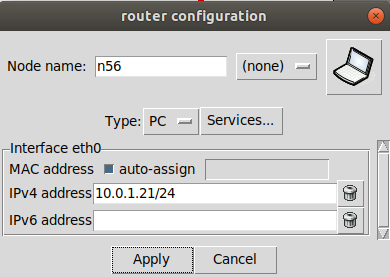 router configuration
Node name: n56 (none)
Type: PC Services...
Interface eth0
MAC address auto-assign
IPv4 address 10.0.1.21/24
IPv6 address
Apply Cancel